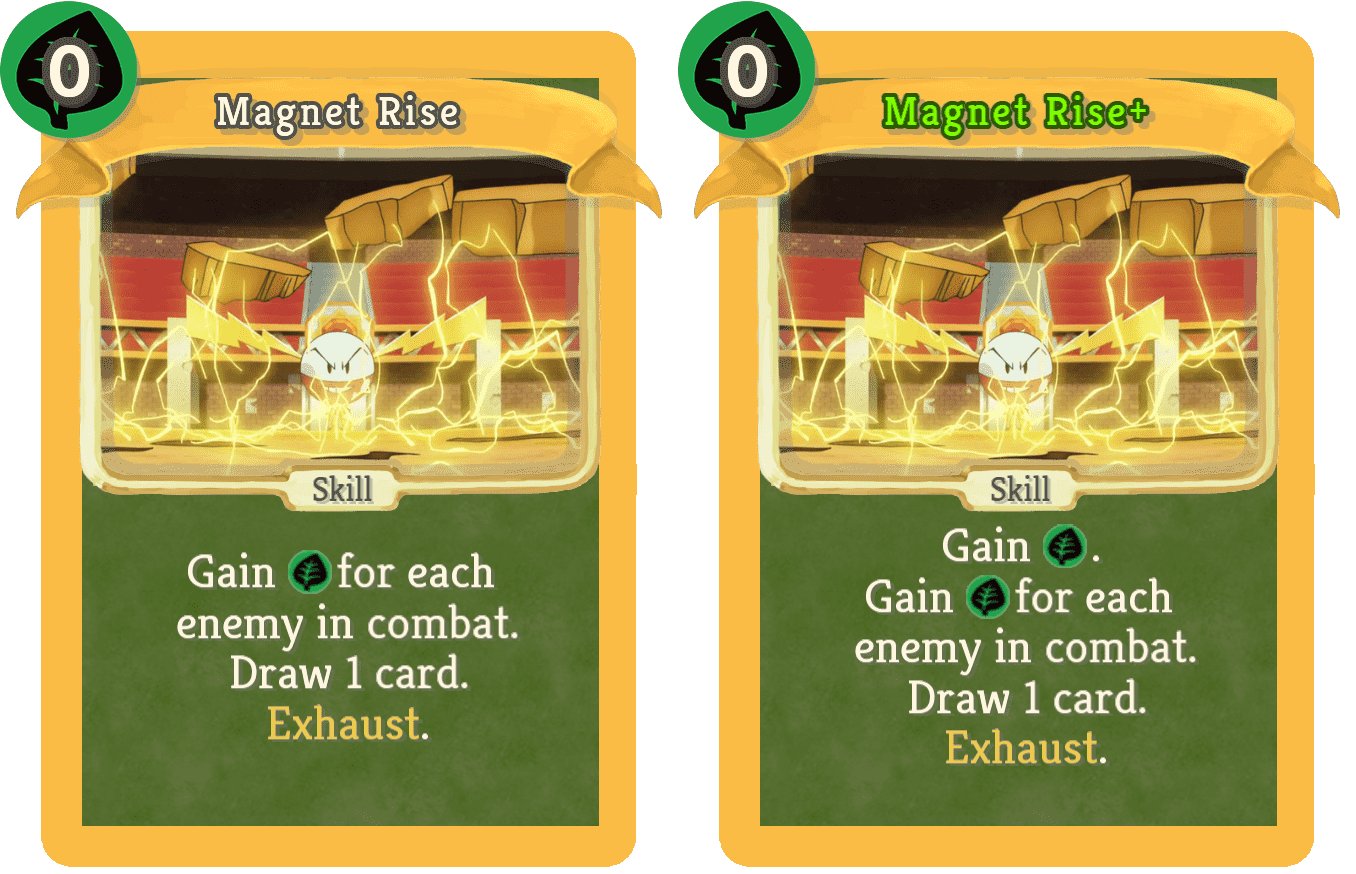 0
Magnet Rise
Skill
Gain for each
enemy in combat.
Draw 1 card.
Exhaust.
0
Magnet Rise+
Skill
Gain .
Gain for each
enemy in combat.
Draw 1 card.
Exhaust.